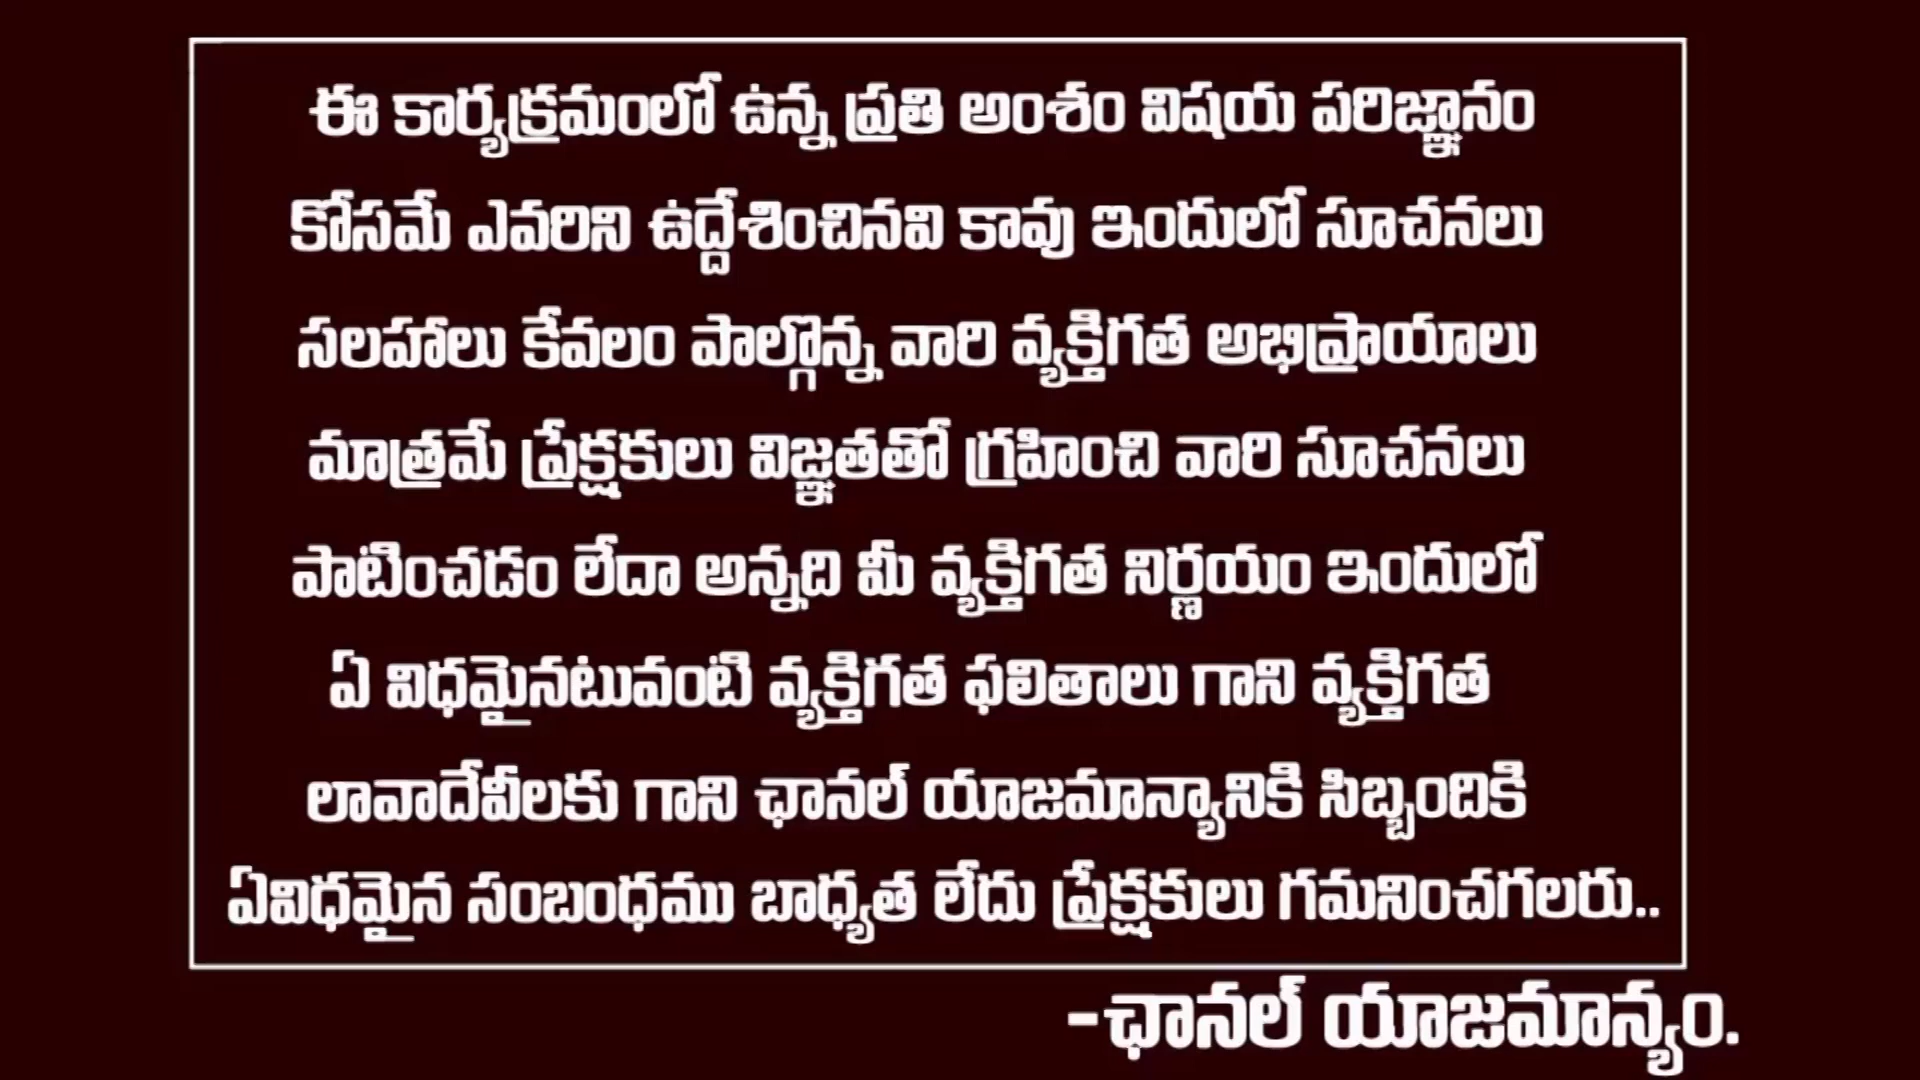 ఈ కార్యక్రమంలో ఉన్న ప్రతి అంశం విషయ పరిజ్ఞానం
కోసమే ఎవరిని ఉద్దేశించినవి కావు ఇందులో సూచనలు
సలహాలు కేవలం పాల్గొన్న వారి వ్యక్తిగత అభిప్రాయాలు
మాత్రమే ప్రేక్షకులు విజ్ఞతతో గ్రహించి వారి సూచనలు
పాటించడం లేదా అన్నది మీ వ్యక్తిగత నిర్ణయం ఇందులో
ఏ విధమైనటువంటి వ్యక్తిగత ఫలితాలు గాని వ్యక్తిగత
లావాదేవీలకు గాని ఛానల్ యాజమాన్యానికి సిబ్బందికి
ఏవిధమైన సంబంధము బాధ్యత లేదు ప్రేక్షకులు గమనించగలరు..
-ఛానల్ యాజమాన్యం.